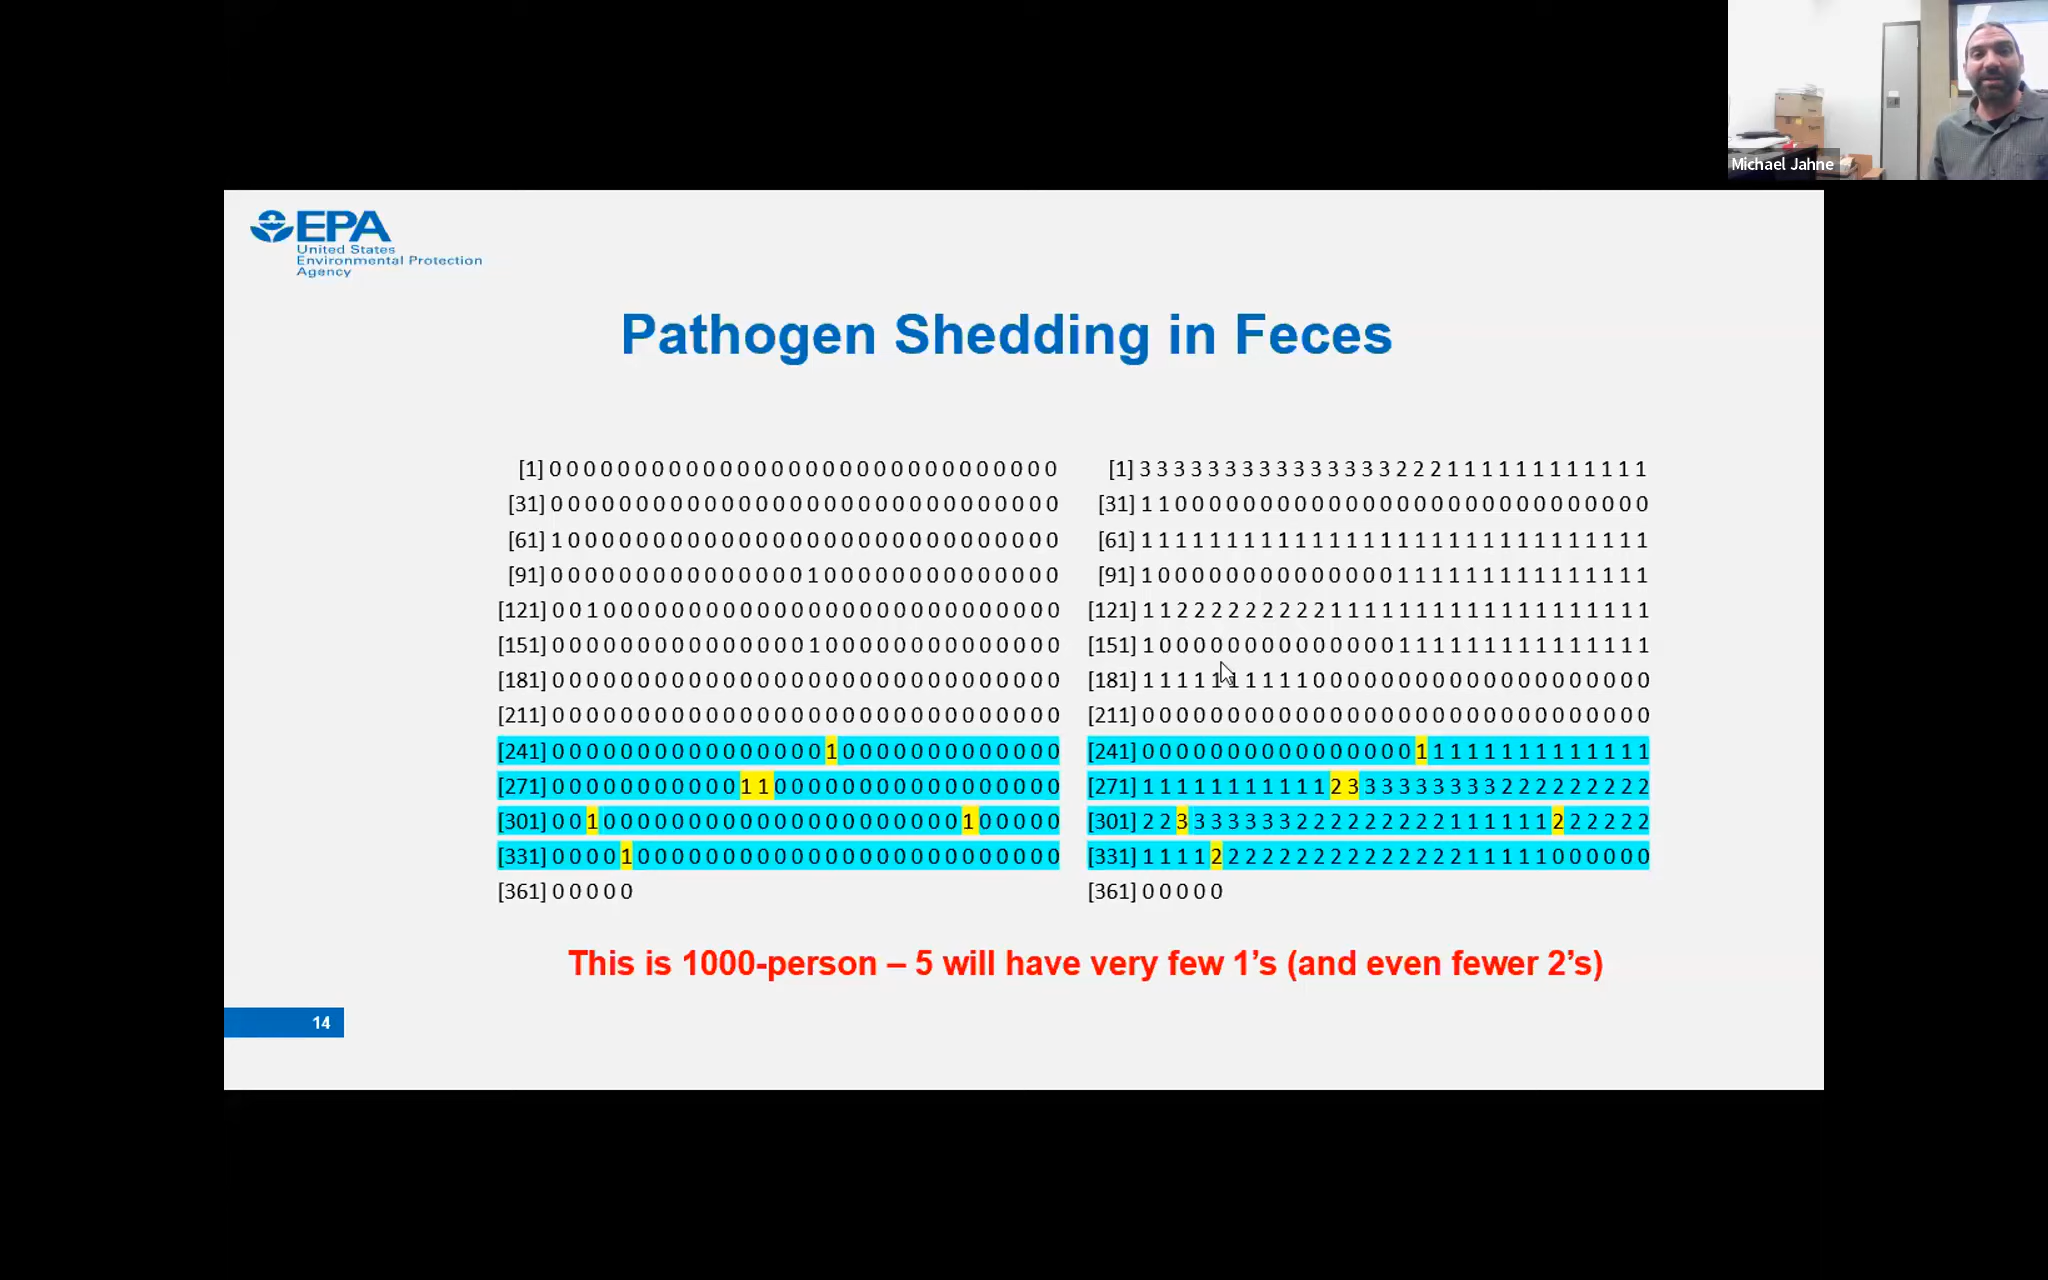 Michael Jahne
EPA
United States
Environmental Protection
Agency
Pathogen Shedding in Feces
[1] 0 0 0 0 0 0 0 0 0 0 0 0 0 0 0 0 0 0 0 0 0 0 0 0 0 0 0 0 0 0
[31] 0 0 0 0 0 0 0 0 0 0 0 0 0 0 0 0 0 0 0 0 0 0 0 0 0 0 0 0 0 0
[61] 1 0 0 0 0 0 0 0 0 0 0 0 0 0 0 0 0 0 0 0 0 0 0 0 0 0 0 0 0 0
[91] 0 0 0 0 0 0 0 0 0 0 0 0 0 0 0 1 0 0 0 0 0 0 0 0 0 0 0 0 0 0
[121] 0 0 1 0 0 0 0 0 0 0 0 0 0 0 0 0 0 0 0 0 0 0 0 0 0 0 0 0 0 0
[151] 0 0 0 0 0 0 0 0 0 0 0 0 0 0 0 1 0 0 0 0 0 0 0 0 0 0 0 0 0 0
[181] 0 0 0 0 0 0 0 0 0 0 0 0 0 0 0 0 0 0 0 0 0 0 0 0 0 0 0 0 0 0
[211] 0 0 0 0 0 0 0 0 0 0 0 0 0 0 0 0 0 0 0 0 0 0 0 0 0 0 0 0 0 0
[241] 0 0 0 0 0 0 0 0 0 0 0 0 0 0 0 0 1 0 0 0 0 0 0 0 0 0 0 0 0 0
[271] 0 0 0 0 0 0 0 0 0 0 0 1 1 0 0 0 0 0 0 0 0 0 0 0 0 0 0 0 0 0
[301] 0 0 1 0 0 0 0 0 0 0 0 0 0 0 0 0 0 0 0 0 0 0 0 0 1 0 0 0 0 0
[331] 0 0 0 0 1 0 0 0 0 0 0 0 0 0 0 0 0 0 0 0 0 0 0 0 0 0 0 0 0 0
[361] 0 0 0 0 0
[1] 3 3 3 3 3 3 3 3 3 3 3 3 3 3 3 2 2 2 1 1 1 1 1 1 1 1 1 1 1 1
[31] 1 1 0 0 0 0 0 0 0 0 0 0 0 0 0 0 0 0 0 0 0 0 0 0 0 0 0 0 0 0
[61] 1 1 1 1 1 1 1 1 1 1 1 1 1 1 1 1 1 1 1 1 1 1 1 1 1 1 1 1 1 1
[91] 1 0 0 0 0 0 0 0 0 0 0 0 0 0 0 1 1 1 1 1 1 1 1 1 1 1 1 1 1 1
[121] 1 1 2 2 2 2 2 2 2 2 2 1 1 1 1 1 1 1 1 1 1 1 1 1 1 1 1 1 1 1
[151] 1 0 0 0 0 0 0 0 0 0 0 0 0 0 0 1 1 1 1 1 1 1 1 1 1 1 1 1 1 1
[181] 1 1 1 1 1 1 1 1 1 1 0 0 0 0 0 0 0 0 0 0 0 0 0 0 0 0 0 0 0 0
[211] 0 0 0 0 0 0 0 0 0 0 0 0 0 0 0 0 0 0 0 0 0 0 0 0 0 0 0 0 0 0
[241] 0 0 0 0 0 0 0 0 0 0 0 0 0 0 0 0 1 1 1 1 1 1 1 1 1 1 1 1 1 1
[271] 1 1 1 1 1 1 1 1 1 1 1 2 3 3 3 3 3 3 3 3 3 2 2 2 2 2 2 2 2 2
[301] 2 2 3 3 3 3 3 3 3 2 2 2 2 2 2 2 2 2 1 1 1 1 1 1 2 2 2 2 2 2
[331] 1 1 1 1 2 2 2 2 2 2 2 2 2 2 2 2 2 2 2 1 1 1 1 1 0 0 0 0 0 0
[361] 0 0 0 0 0
This is 1000-person – 5 will have very few 1’s (and even fewer 2’s)
14